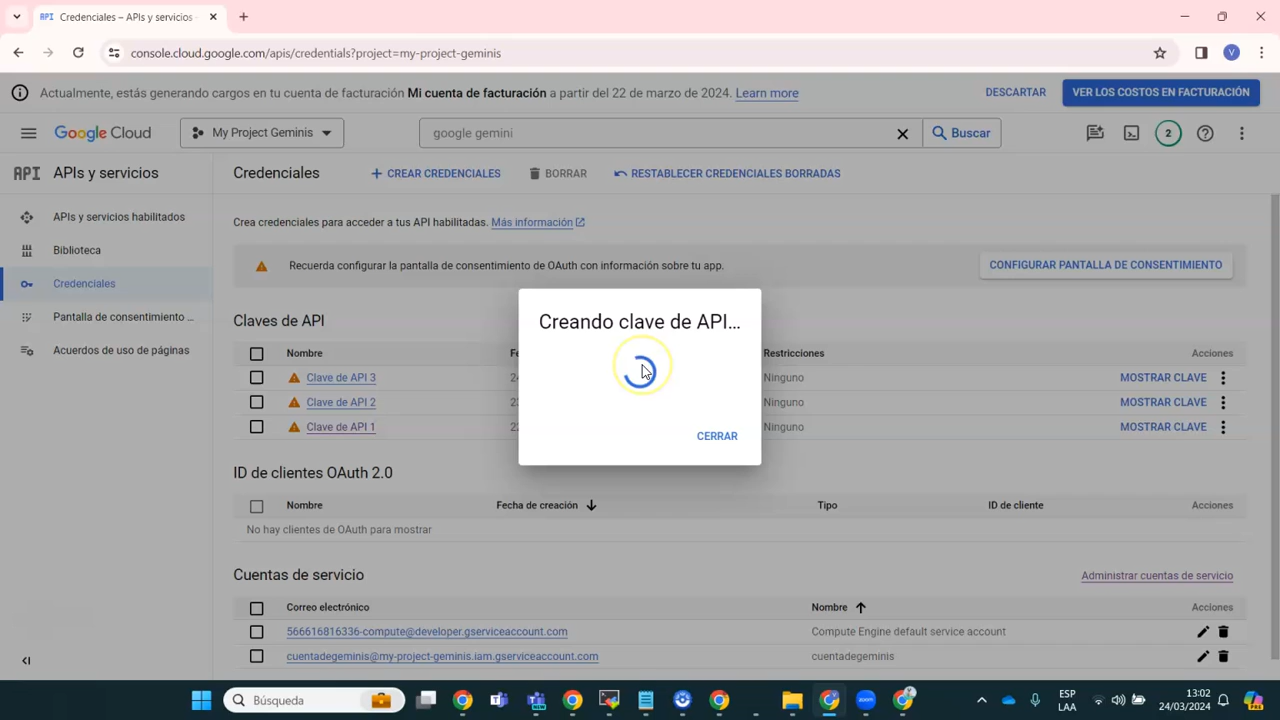 Credenciales – APIs y servicios
console.cloud.google.com/apis/credentials?project=my-project-geminis
V
Actualmente, estás generando cargos en tu cuenta de facturación Mi cuenta de facturación a partir del 22 de marzo de 2024. Learn more
DESCARTAR
VER LOS COSTOS EN FACTURACIÓN
Google Cloud
My Project Geminis
google gemini
Buscar
2
API APIs y servicios
Credenciales
CREAR CREDENCIALES
BORRAR
RESTABLECER CREDENCIALES BORRADAS
APIs y servicios habilitados
Biblioteca
Credenciales
Pantalla de consentimiento ...
Acuerdos de uso de páginas
Crea credenciales para acceder a tus API habilitadas. Más información
Recuerda configurar la pantalla de consentimiento de OAuth con información sobre tu app.
CONFIGURAR PANTALLA DE CONSENTIMIENTO
Creando clave de API...
CERRAR
Claves de API
Nombre Restricciones Acciones
Clave de API 3 Ninguno MOSTRAR CLAVE
Clave de API 2 Ninguno MOSTRAR CLAVE
Clave de API 1 Ninguno MOSTRAR CLAVE
ID de clientes OAuth 2.0
Nombre Fecha de creación Tipo ID de cliente Acciones
No hay clientes de OAuth para mostrar
Cuentas de servicio
Administrar cuentas de servicio
Correo electrónico Nombre Acciones
566616816336-compute@developer.gserviceaccount.com Compute Engine default service account
cuentadegeminis@my-project-geminis.iam.gserviceaccount.com cuentadegeminis
Búsqueda
ESP
LAA
13:02
24/03/2024